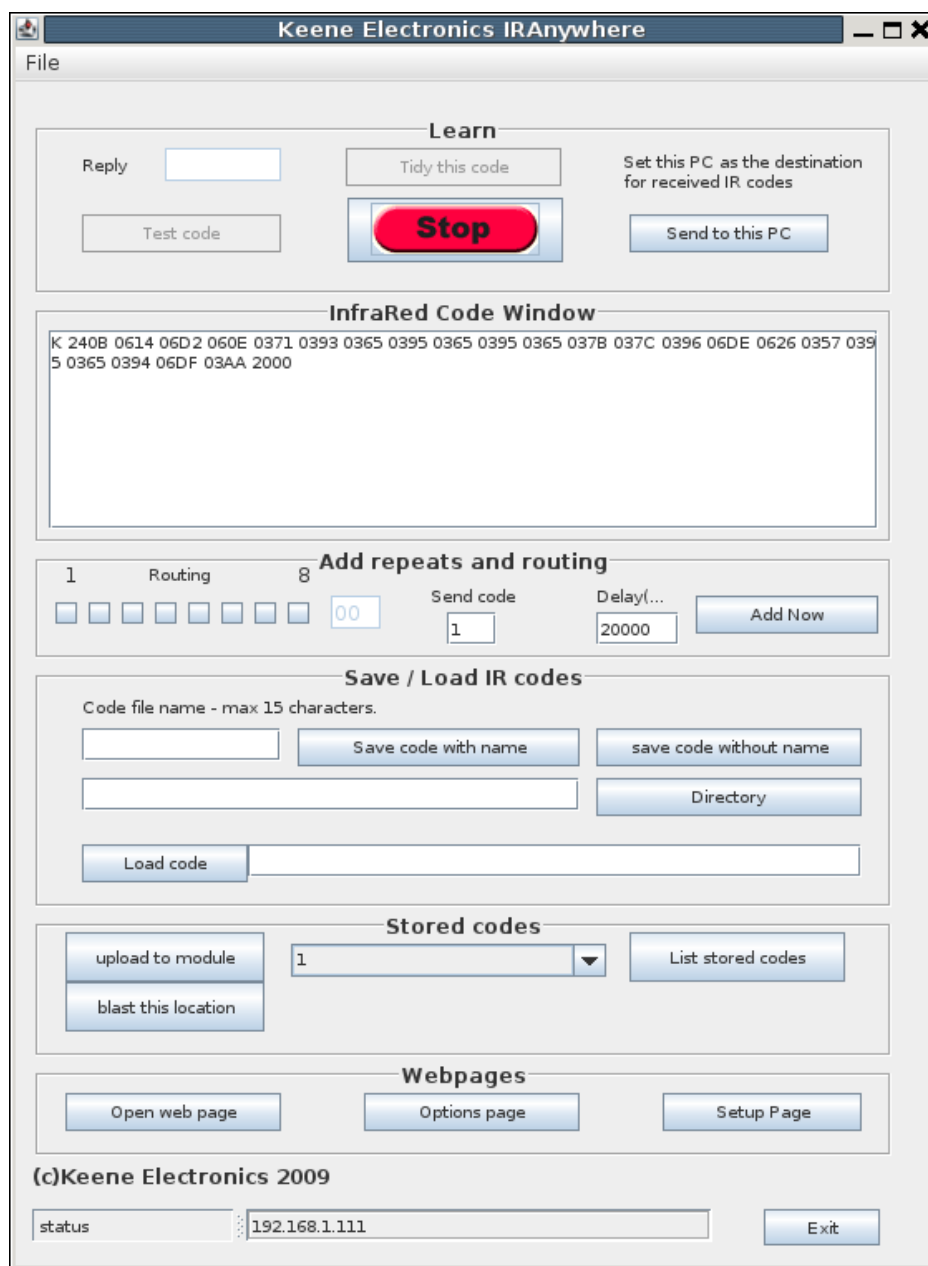 Keene Electronics IRAnywhere
File
Learn
Reply
Tidy this code
Set this PC as the destination
for received IR codes
Test code
Stop
Send to this PC
InfraRed Code Window
K 240B 0614 06D2 060E 0371 0393 0365 0395 0365 0395 0365 037B 037C 0396 06DE 0626 0357 039
5 0365 0394 06DF 03AA 2000
Add repeats and routing
1 Routing 8
Send code
Delay(...
00
1
20000
Add Now
Save / Load IR codes
Code file name - max 15 characters.
Save code with name
save code without name
Directory
Load code
Stored codes
upload to module
1
List stored codes
blast this location
Webpages
Open web page
Options page
Setup Page
(c)Keene Electronics 2009
status
192.168.1.111
Exit